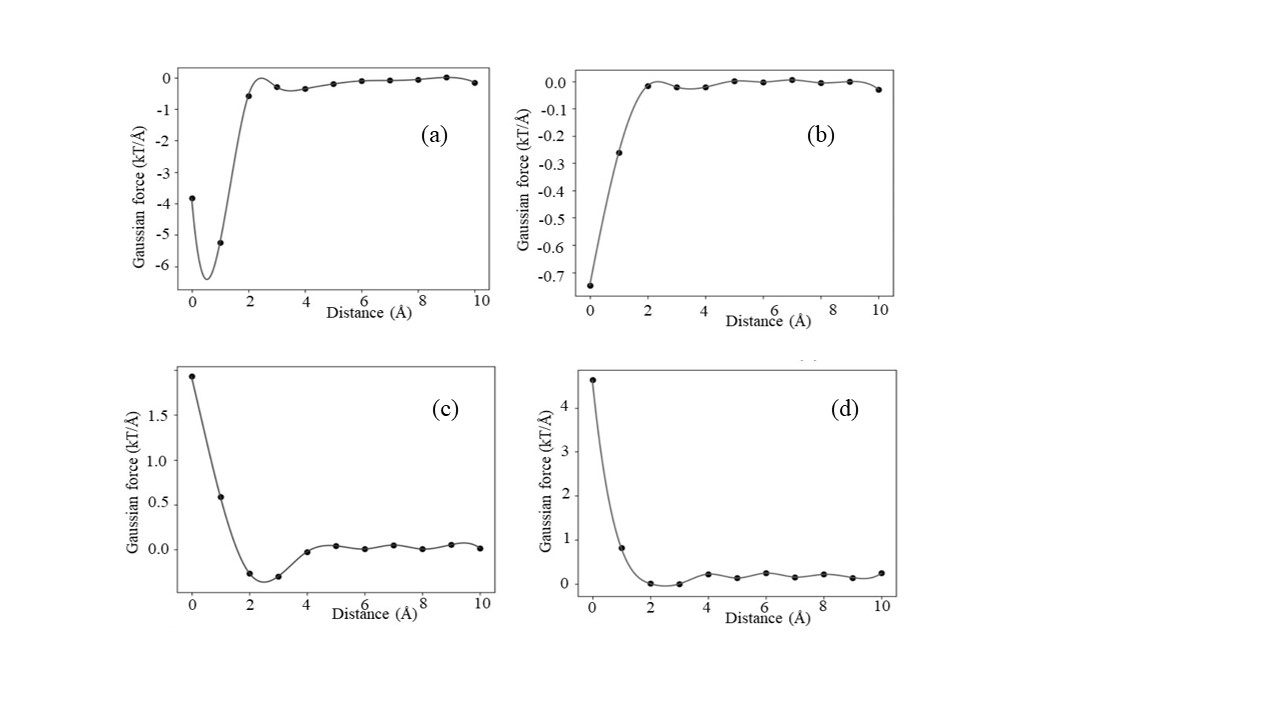 0
-1
-2
-3
-4
-5
-6
Gaussian force (kT/Å)
(a)
0 2 4 6 8 10
Distance (Å)
0.0
-0.1
-0.2
-0.3
-0.4
-0.5
-0.6
-0.7
Gaussian force (kT/Å)
(b)
0 2 4 6 8 10
Distance (Å)
1.5
1.0
0.5
0.0
Gaussian force (kT/Å)
(c)
0 2 4 6 8 10
Distance (Å)
4
3
2
1
0
Gaussian force (kT/Å)
(d)
0 2 4 6 8 10
Distance (Å)